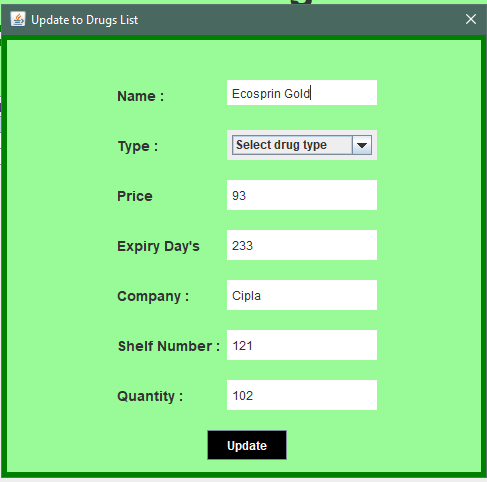 Update to Drugs List
Name : Ecosprin Gold
Type : Select drug type
Price 93
Expiry Day's 233
Company : Cipla
Shelf Number : 121
Quantity : 102
Update